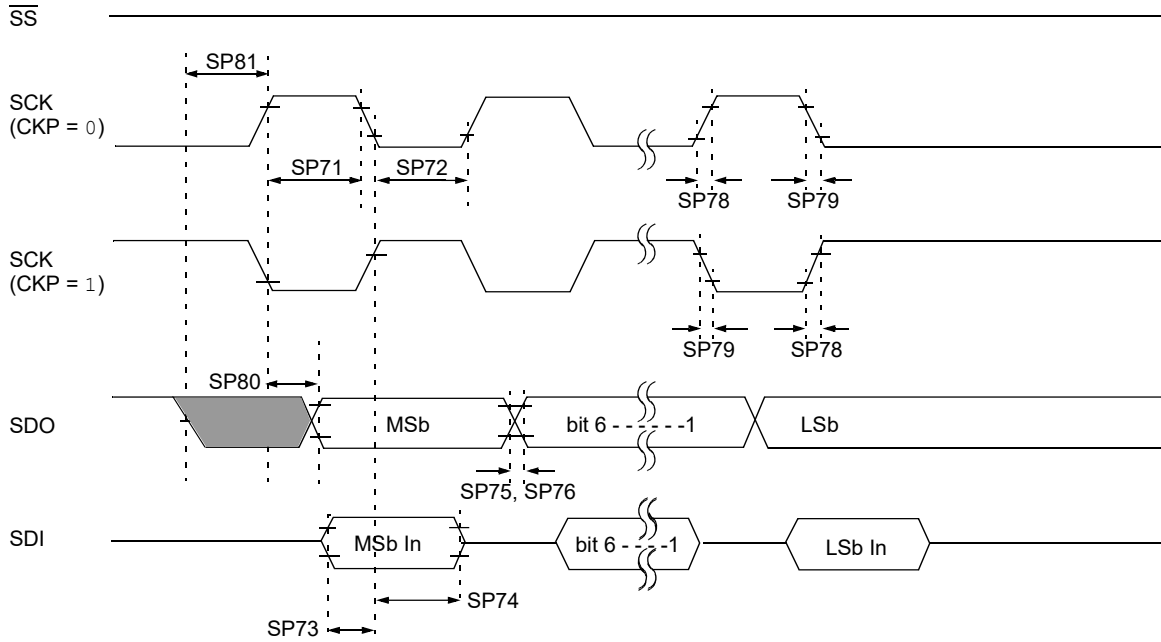 SS
SP81
SCK
(CKP = 0)
SP71
SP72
SP78
SP79
SCK
(CKP = 1)
SP79
SP78
SP80
SDO
MSb
bit 6 - - - - - -1
LSb
SP75, SP76
SDI
MSb In
bit 6 - - - - -1
LSb In
SP74
SP73